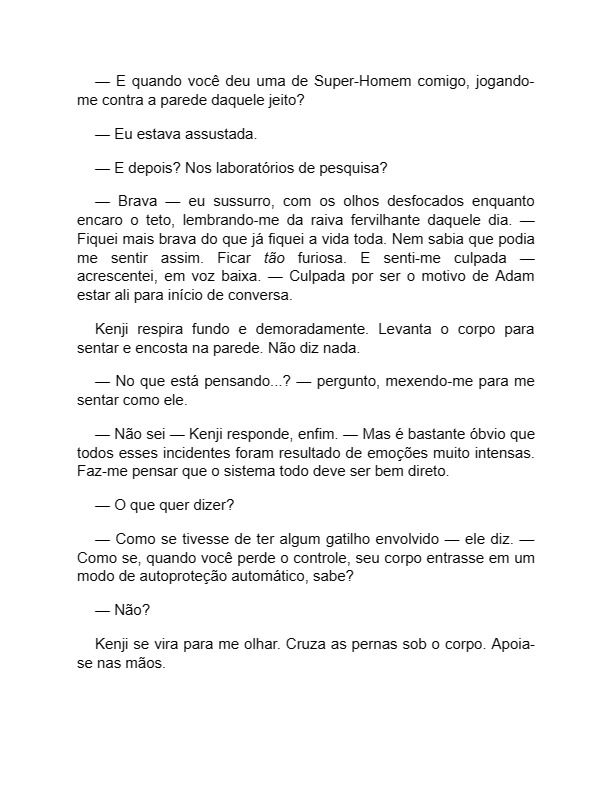 — E quando você deu uma de Super-Homem comigo, jogando-
me contra a parede daquele jeito?
— Eu estava assustada.
— E depois? Nos laboratórios de pesquisa?
— Brava — eu sussurro, com os olhos desfocados enquanto
encaro o teto, lembrando-me da raiva fervilhante daquele dia. —
Fiquei mais brava do que já fiquei a vida toda. Nem sabia que podia
me sentir assim. Ficar tão furiosa. E senti-me culpada —
acrescentei, em voz baixa. — Culpada por ser o motivo de Adam
estar ali para início de conversa.
Kenji respira fundo e demoradamente. Levanta o corpo para
sentar e encosta na parede. Não diz nada.
— No que está pensando...? — pergunto, mexendo-me para me
sentar como ele.
— Não sei — Kenji responde, enfim. — Mas é bastante óbvio que
todos esses incidentes foram resultado de emoções muito intensas.
Faz-me pensar que o sistema todo deve ser bem direto.
— O que quer dizer?
— Como se tivesse de ter algum gatilho envolvido — ele diz. —
Como se, quando você perde o controle, seu corpo entrasse em um
modo de autoproteção automático, sabe?
— Não?
Kenji se vira para me olhar. Cruza as pernas sob o corpo. Apoia-
se nas mãos.